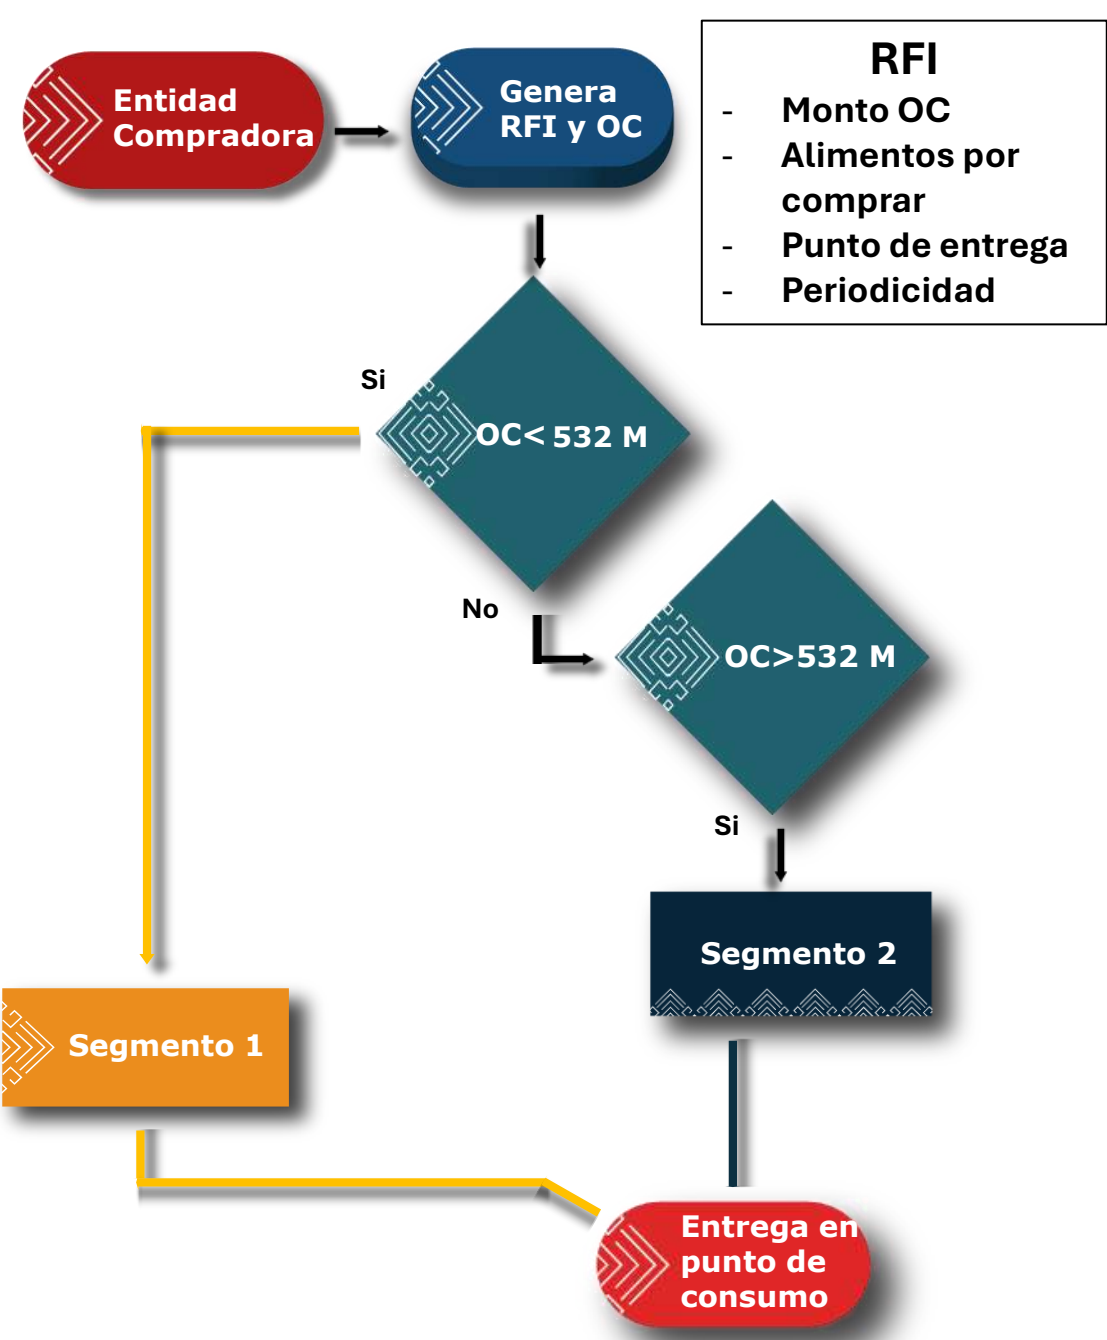 Entidad
Compradora
Genera
RFI y OC
RFI
- Monto OC
- Alimentos por
comprar
- Punto de entrega
- Periodicidad
Si
OC< 532 M
No
OC>532 M
Si
Segmento 2
Segmento 1
Entrega en
punto de
consumo